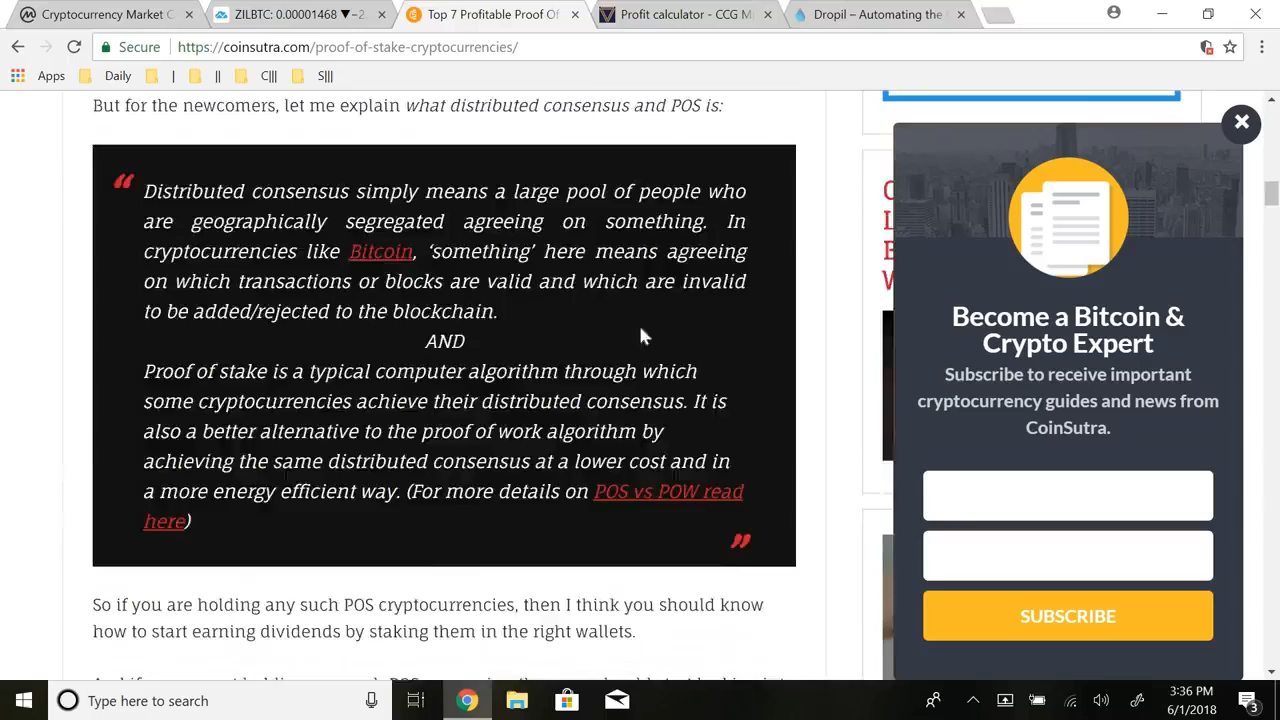 Cryptocurrency Market C
ZILBTC: 0.00001468 ▼−2
Top 7 Profitable Proof Of
Profit calculator - CCG M
Dropil – Automating the
Secure
https://coinsutra.com/proof-of-stake-cryptocurrencies/
Apps
Daily
|
||
C|||
S|||
But for the newcomers, let me explain what distributed consensus and POS is:
Distributed consensus simply means a large pool of people who
are geographically segregated agreeing on something. In
cryptocurrencies like Bitcoin, ‘something’ here means agreeing
on which transactions or blocks are valid and which are invalid
to be added/rejected to the blockchain.
AND
Proof of stake is a typical computer algorithm through which
some cryptocurrencies achieve their distributed consensus. It is
also a better alternative to the proof of work algorithm by
achieving the same distributed consensus at a lower cost and in
a more energy efficient way. (For more details on POS vs POW read
here)
So if you are holding any such POS cryptocurrencies, then I think you should know
how to start earning dividends by staking them in the right wallets.
Become a Bitcoin &
Crypto Expert
Subscribe to receive important
cryptocurrency guides and news from
CoinSutra.
SUBSCRIBE
Type here to search
3:36 PM
6/1/2018
3